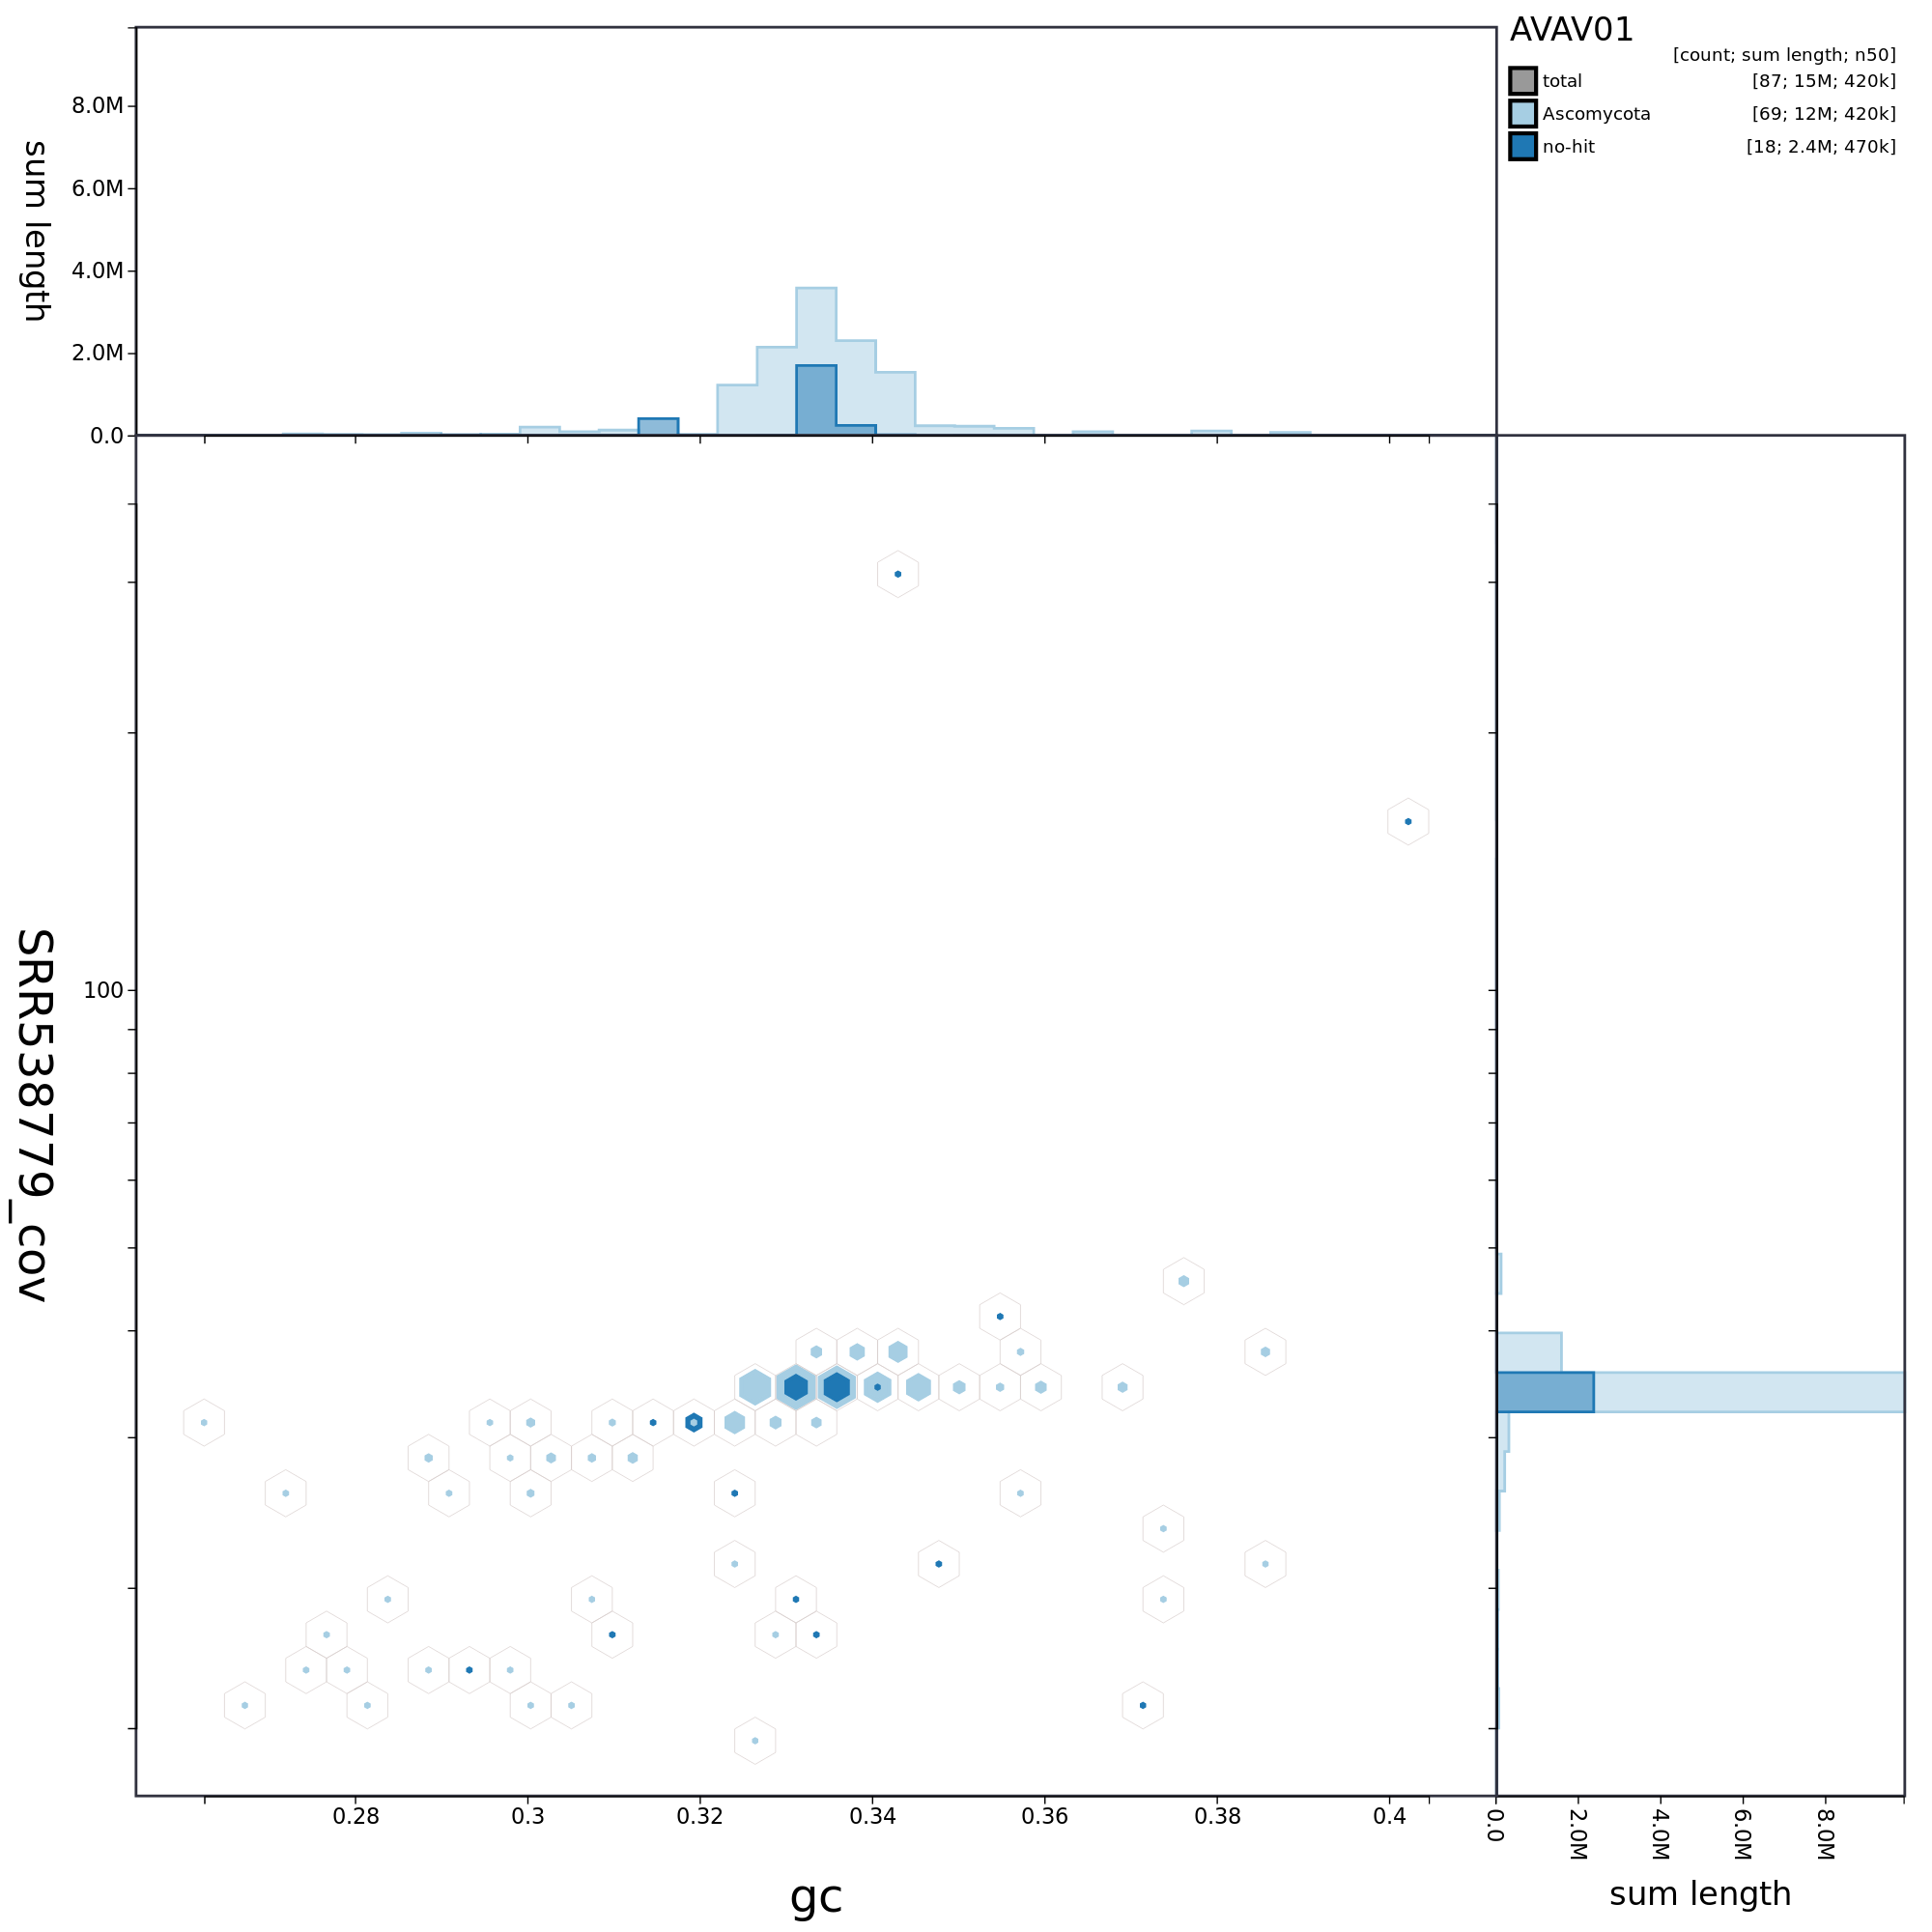 AVAV01
[count; sum length; n50]
total [87; 15M; 420k]
Ascomycota [69; 12M; 420k]
no-hit [18; 2.4M; 470k]
sum length
8.0M
6.0M
4.0M
2.0M
0.0
SRR538779_cov
100
0.28 0.3 0.32 0.34 0.36 0.38 0.4
gc
0.0 2.0M 4.0M 6.0M 8.0M
sum length